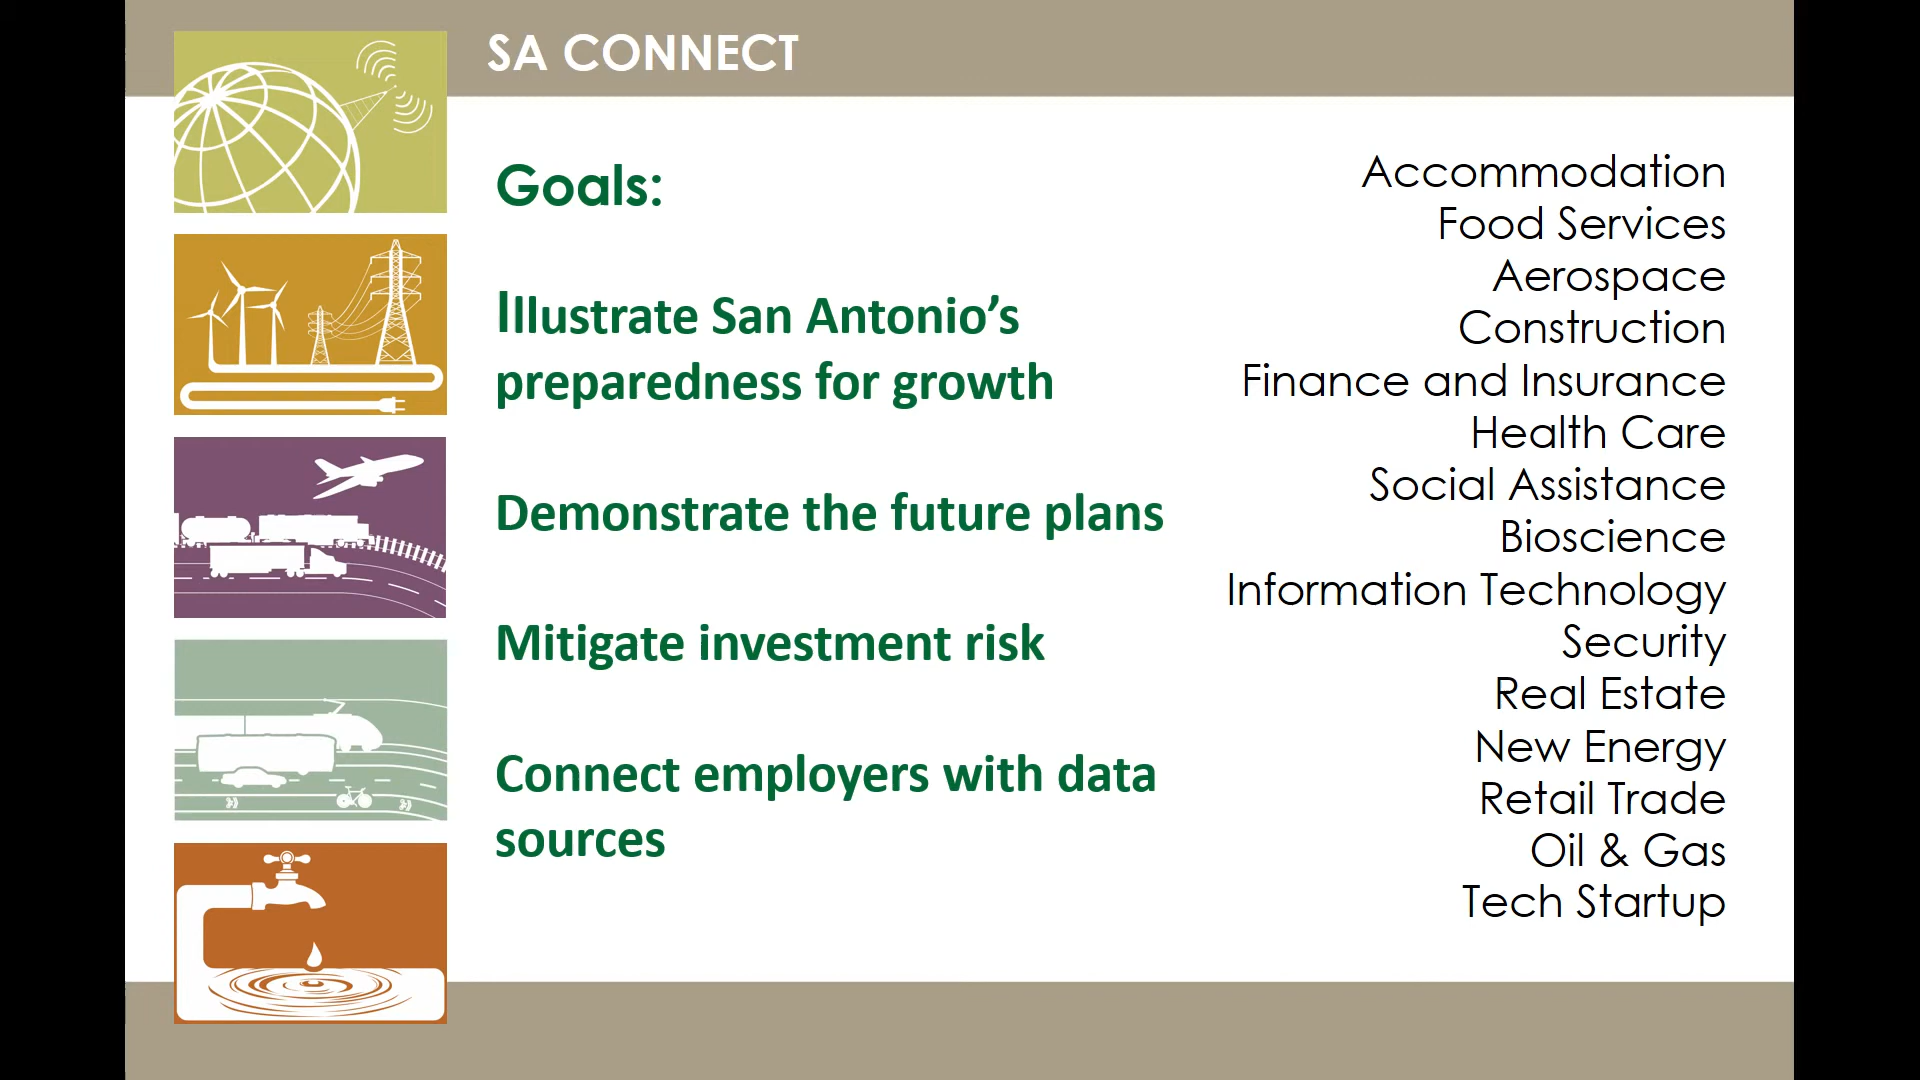 SA CONNECT
Goals:
Illustrate San Antonio’s
preparedness for growth
Demonstrate the future plans
Mitigate investment risk
Connect employers with data
sources
Accommodation
Food Services
Aerospace
Construction
Finance and Insurance
Health Care
Social Assistance
Bioscience
Information Technology
Security
Real Estate
New Energy
Retail Trade
Oil & Gas
Tech Startup